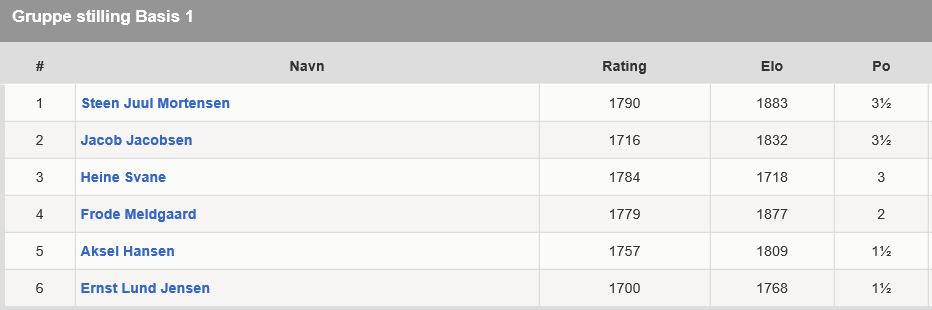 Gruppe stilling Basis 1
# Navn Rating Elo Po
1 Steen Juul Mortensen 1790 1883 3½
2 Jacob Jacobsen 1716 1832 3½
3 Heine Svane 1784 1718 3
4 Frode Meldgaard 1779 1877 2
5 Aksel Hansen 1757 1809 1½
6 Ernst Lund Jensen 1700 1768 1½